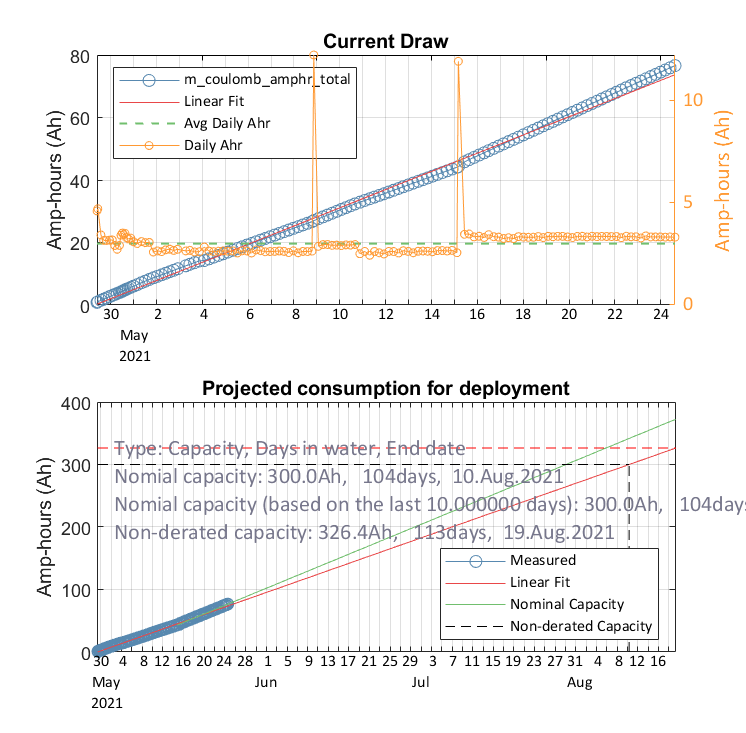 Current Draw
80
60
40
20
0
Amp-hours (Ah)
10
5
0
Amp-hours (Ah)
m_coulomb_amphr_total
Linear Fit
Avg Daily Ahr
Daily Ahr
30 2 4 6 8 10 12 14 16 18 20 22 24
May
2021
Projected consumption for deployment
400
300
200
100
0
Amp-hours (Ah)
Type: Capacity, Days in water, End date
Nomial capacity: 300.0Ah, 104days, 10.Aug.2021
Nomial capacity (based on the last 10.000000 days): 300.0Ah, 104days
Non-derated capacity: 326.4Ah, 113days, 19.Aug.2021
Measured
Linear Fit
Nominal Capacity
Non-derated Capacity
30 4 8 12 16 20 24 28 1 5 9 13 17 21 25 29 3 7 11 15 19 23 27 31 4 8 12 16
May Jun Jul Aug
2021